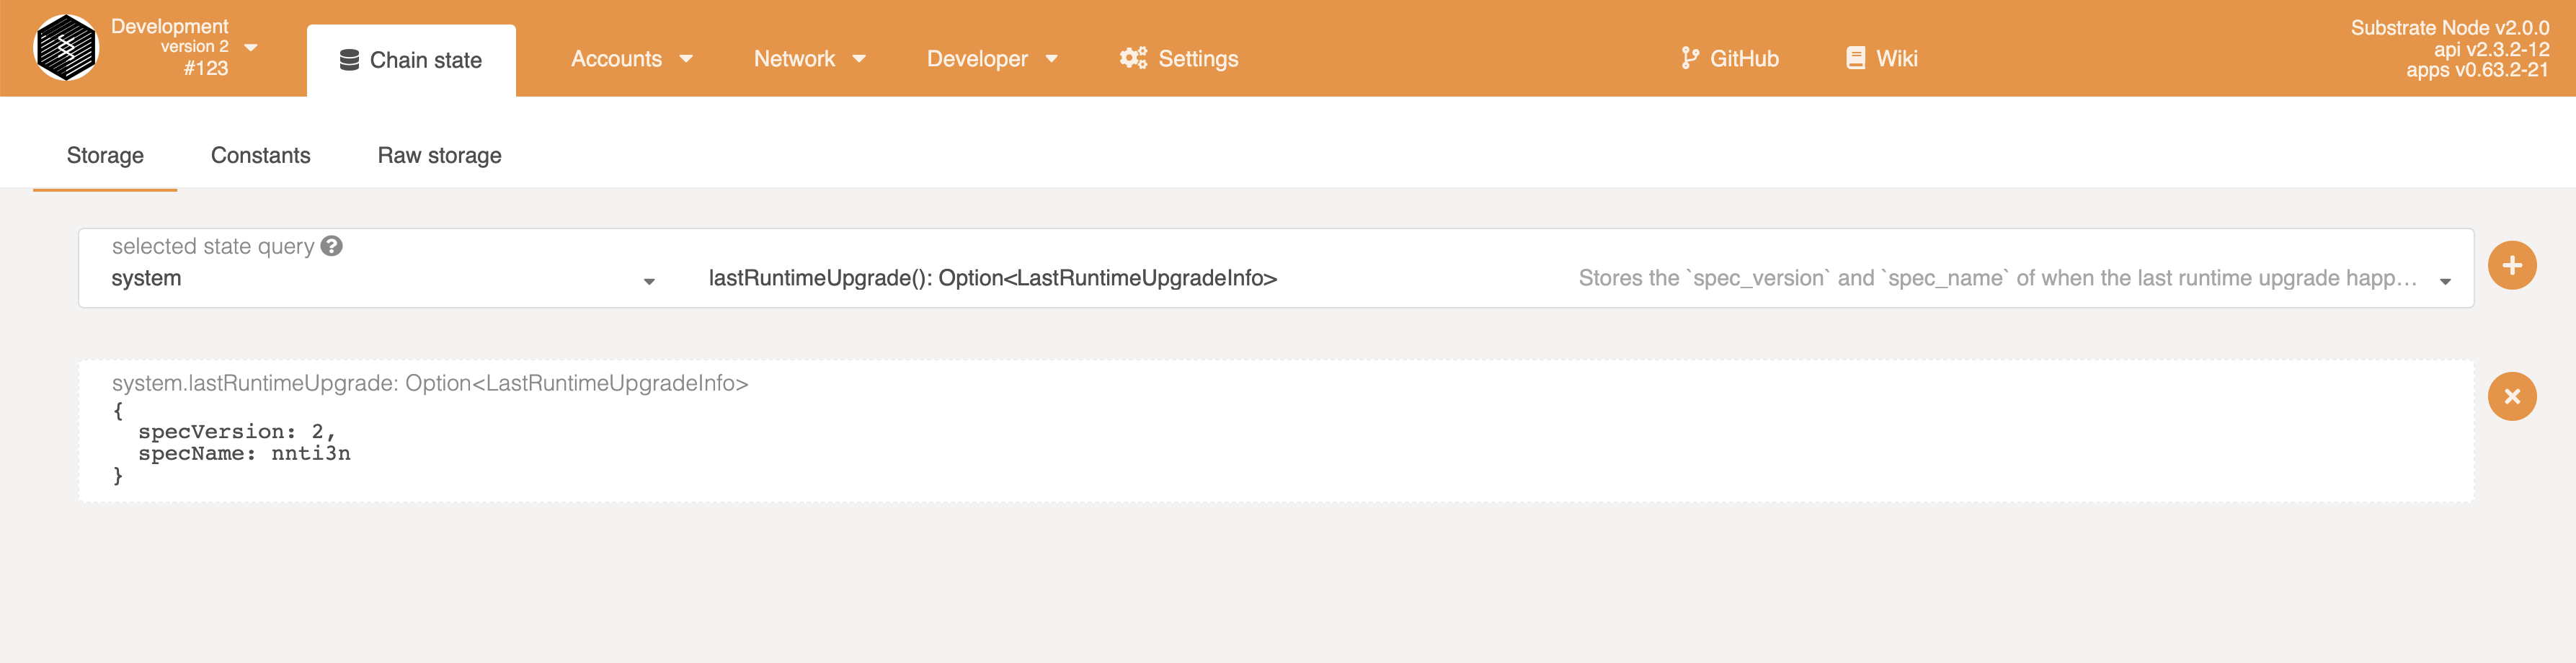 Development
version 2
#123
Chain state
Accounts
Network
Developer
Settings
GitHub
Wiki
Substrate Node v2.0.0
api v2.3.2-12
apps v0.63.2-21
Storage
Constants
Raw storage
selected state query
system
lastRuntimeUpgrade(): Option<LastRuntimeUpgradeInfo>
Stores the `spec_version` and `spec_name` of when the last runtime upgrade happ…
system.lastRuntimeUpgrade: Option<LastRuntimeUpgradeInfo>
{
specVersion: 2,
specName: nnti3n
}